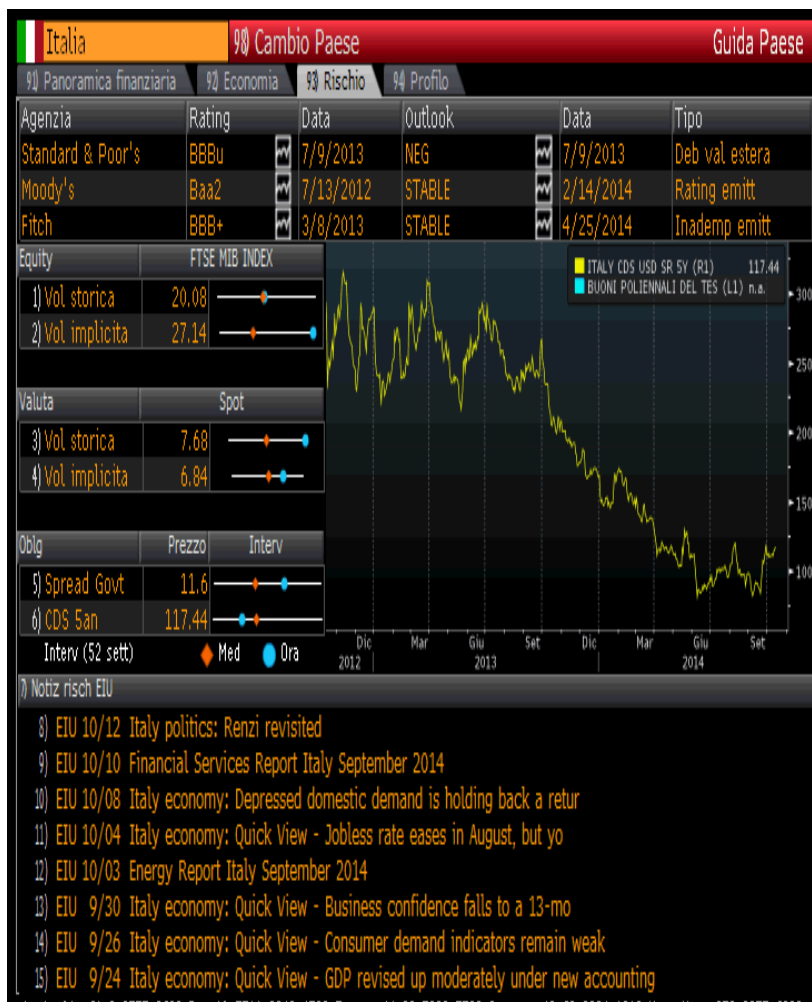 Italia 98) Cambio Paese Guida Paese
91) Panoramica finanziaria 92) Economia 93) Rischio 94) Profilo
Agenzia Rating Data Outlook Data Tipo
Standard & Poor's BBBu 7/9/2013 NEG 7/9/2013 Deb val estera
Moody's Baa2 7/13/2012 STABLE 2/14/2014 Rating emitt
Fitch BBB+ 3/8/2013 STABLE 4/25/2014 Inademp emitt
Equity FTSE MIB INDEX
1) Vol storica 20.08
2) Vol implicita 27.14
Valuta Spot
3) Vol storica 7.68
4) Vol implicita 6.84
Oblg Prezzo Interv
5) Spread Govt 11.6
6) CDS 5an 117.44
Interv (52 sett) Med Ora
ITALY CDS USD SR 5Y (R1) 117.44
BUONI POLIENNALI DEL TES (L1) n.a.
300
250
200
150
100
Dic Mar Giu Set Dic Mar Giu Set
2012 2013 2014
7) Notiz risch EIU
8) EIU 10/12 Italy politics: Renzi revisited
9) EIU 10/10 Financial Services Report Italy September 2014
10) EIU 10/08 Italy economy: Depressed domestic demand is holding back a retur
11) EIU 10/04 Italy economy: Quick View - Jobless rate eases in August, but yo
12) EIU 10/03 Energy Report Italy September 2014
13) EIU 9/30 Italy economy: Quick View - Business confidence falls to a 13-mo
14) EIU 9/26 Italy economy: Quick View - Consumer demand indicators remain weak
15) EIU 9/24 Italy economy: Quick View - GDP revised up moderately under new accounting